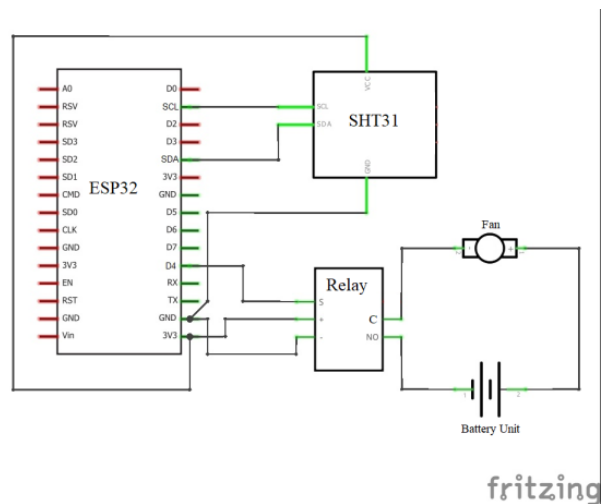 A0
RSV
RSV
SD3
SD2
SD1
CMD
SD0
CLK
GND
3V3
EN
RST
GND
Vin
ESP32
D0
SCL
D2
D3
SDA
3V3
GND
D5
D6
D7
D4
RX
TX
GND
3V3
VCC
SCL
SDA
SHT31
GND
Relay
S
+
-
C
NO
Fan
+
Battery Unit
1
2
fritzing